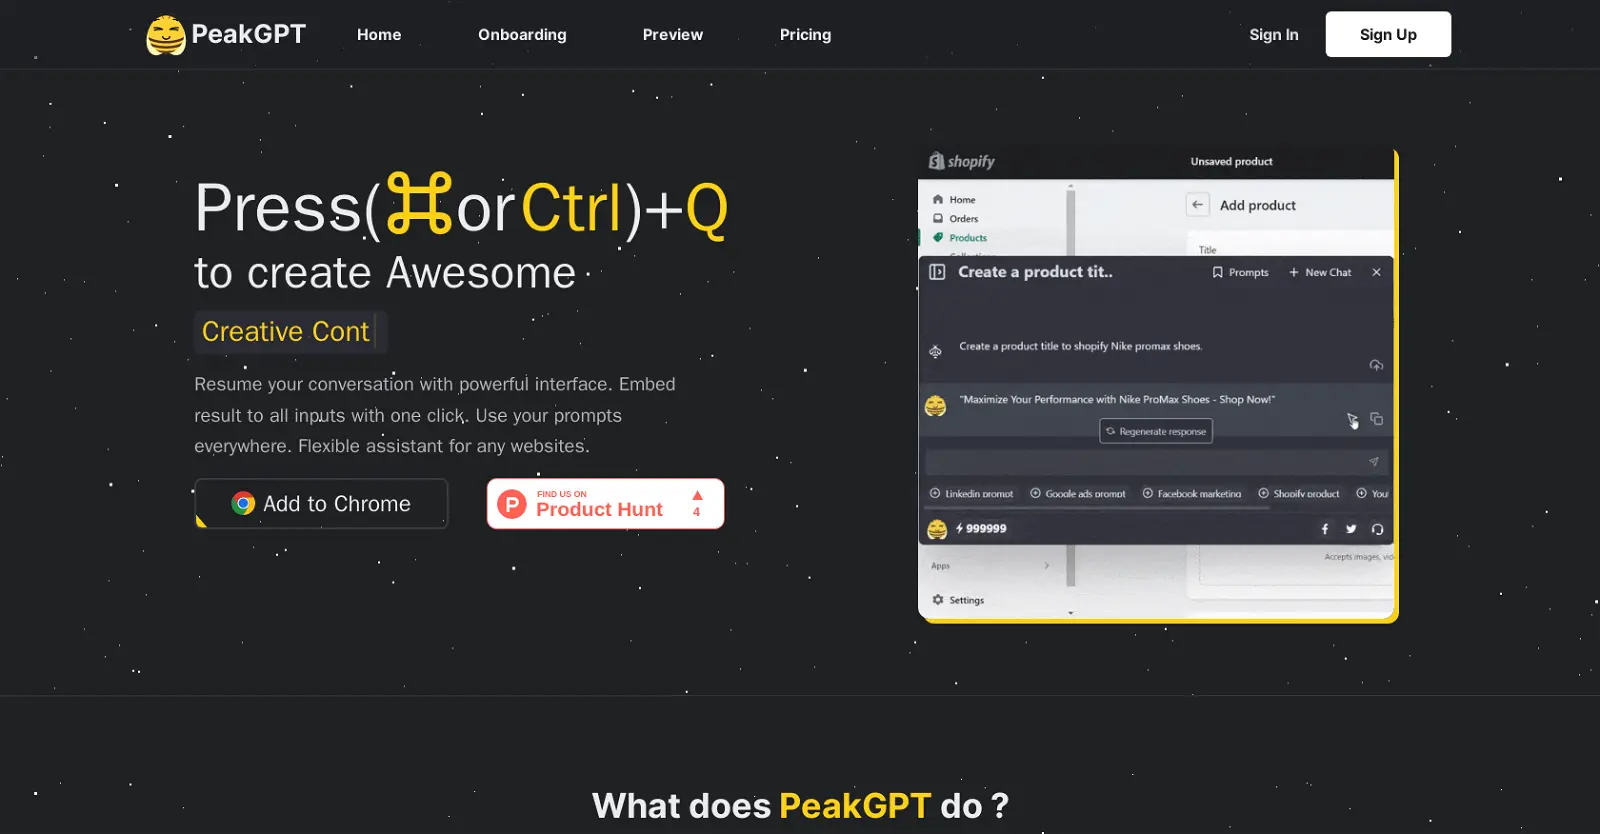 PeakGPT
Home
Onboarding
Preview
Pricing
Sign In
Sign Up
Press(⌘orCtrl)+Q
to create Awesome
Creative Cont
Resume your conversation with powerful interface. Embed
result to all inputs with one click. Use your prompts
everywhere. Flexible assistant for any websites.
Add to Chrome
FIND US ON
Product Hunt
4
shopify
Unsaved product
Home
Orders
Products
Add product
Title
Create a product tit..
Prompts
New Chat
Create a product title to shopify Nike promax shoes.
"Maximize Your Performance with Nike ProMax Shoes - Shop Now!"
Regenerate response
Linkedin prompt
Google ads prompt
Facebook marketing
Shopify product
You
999999
Apps
Accepts images, vid
Settings
What does PeakGPT do ?